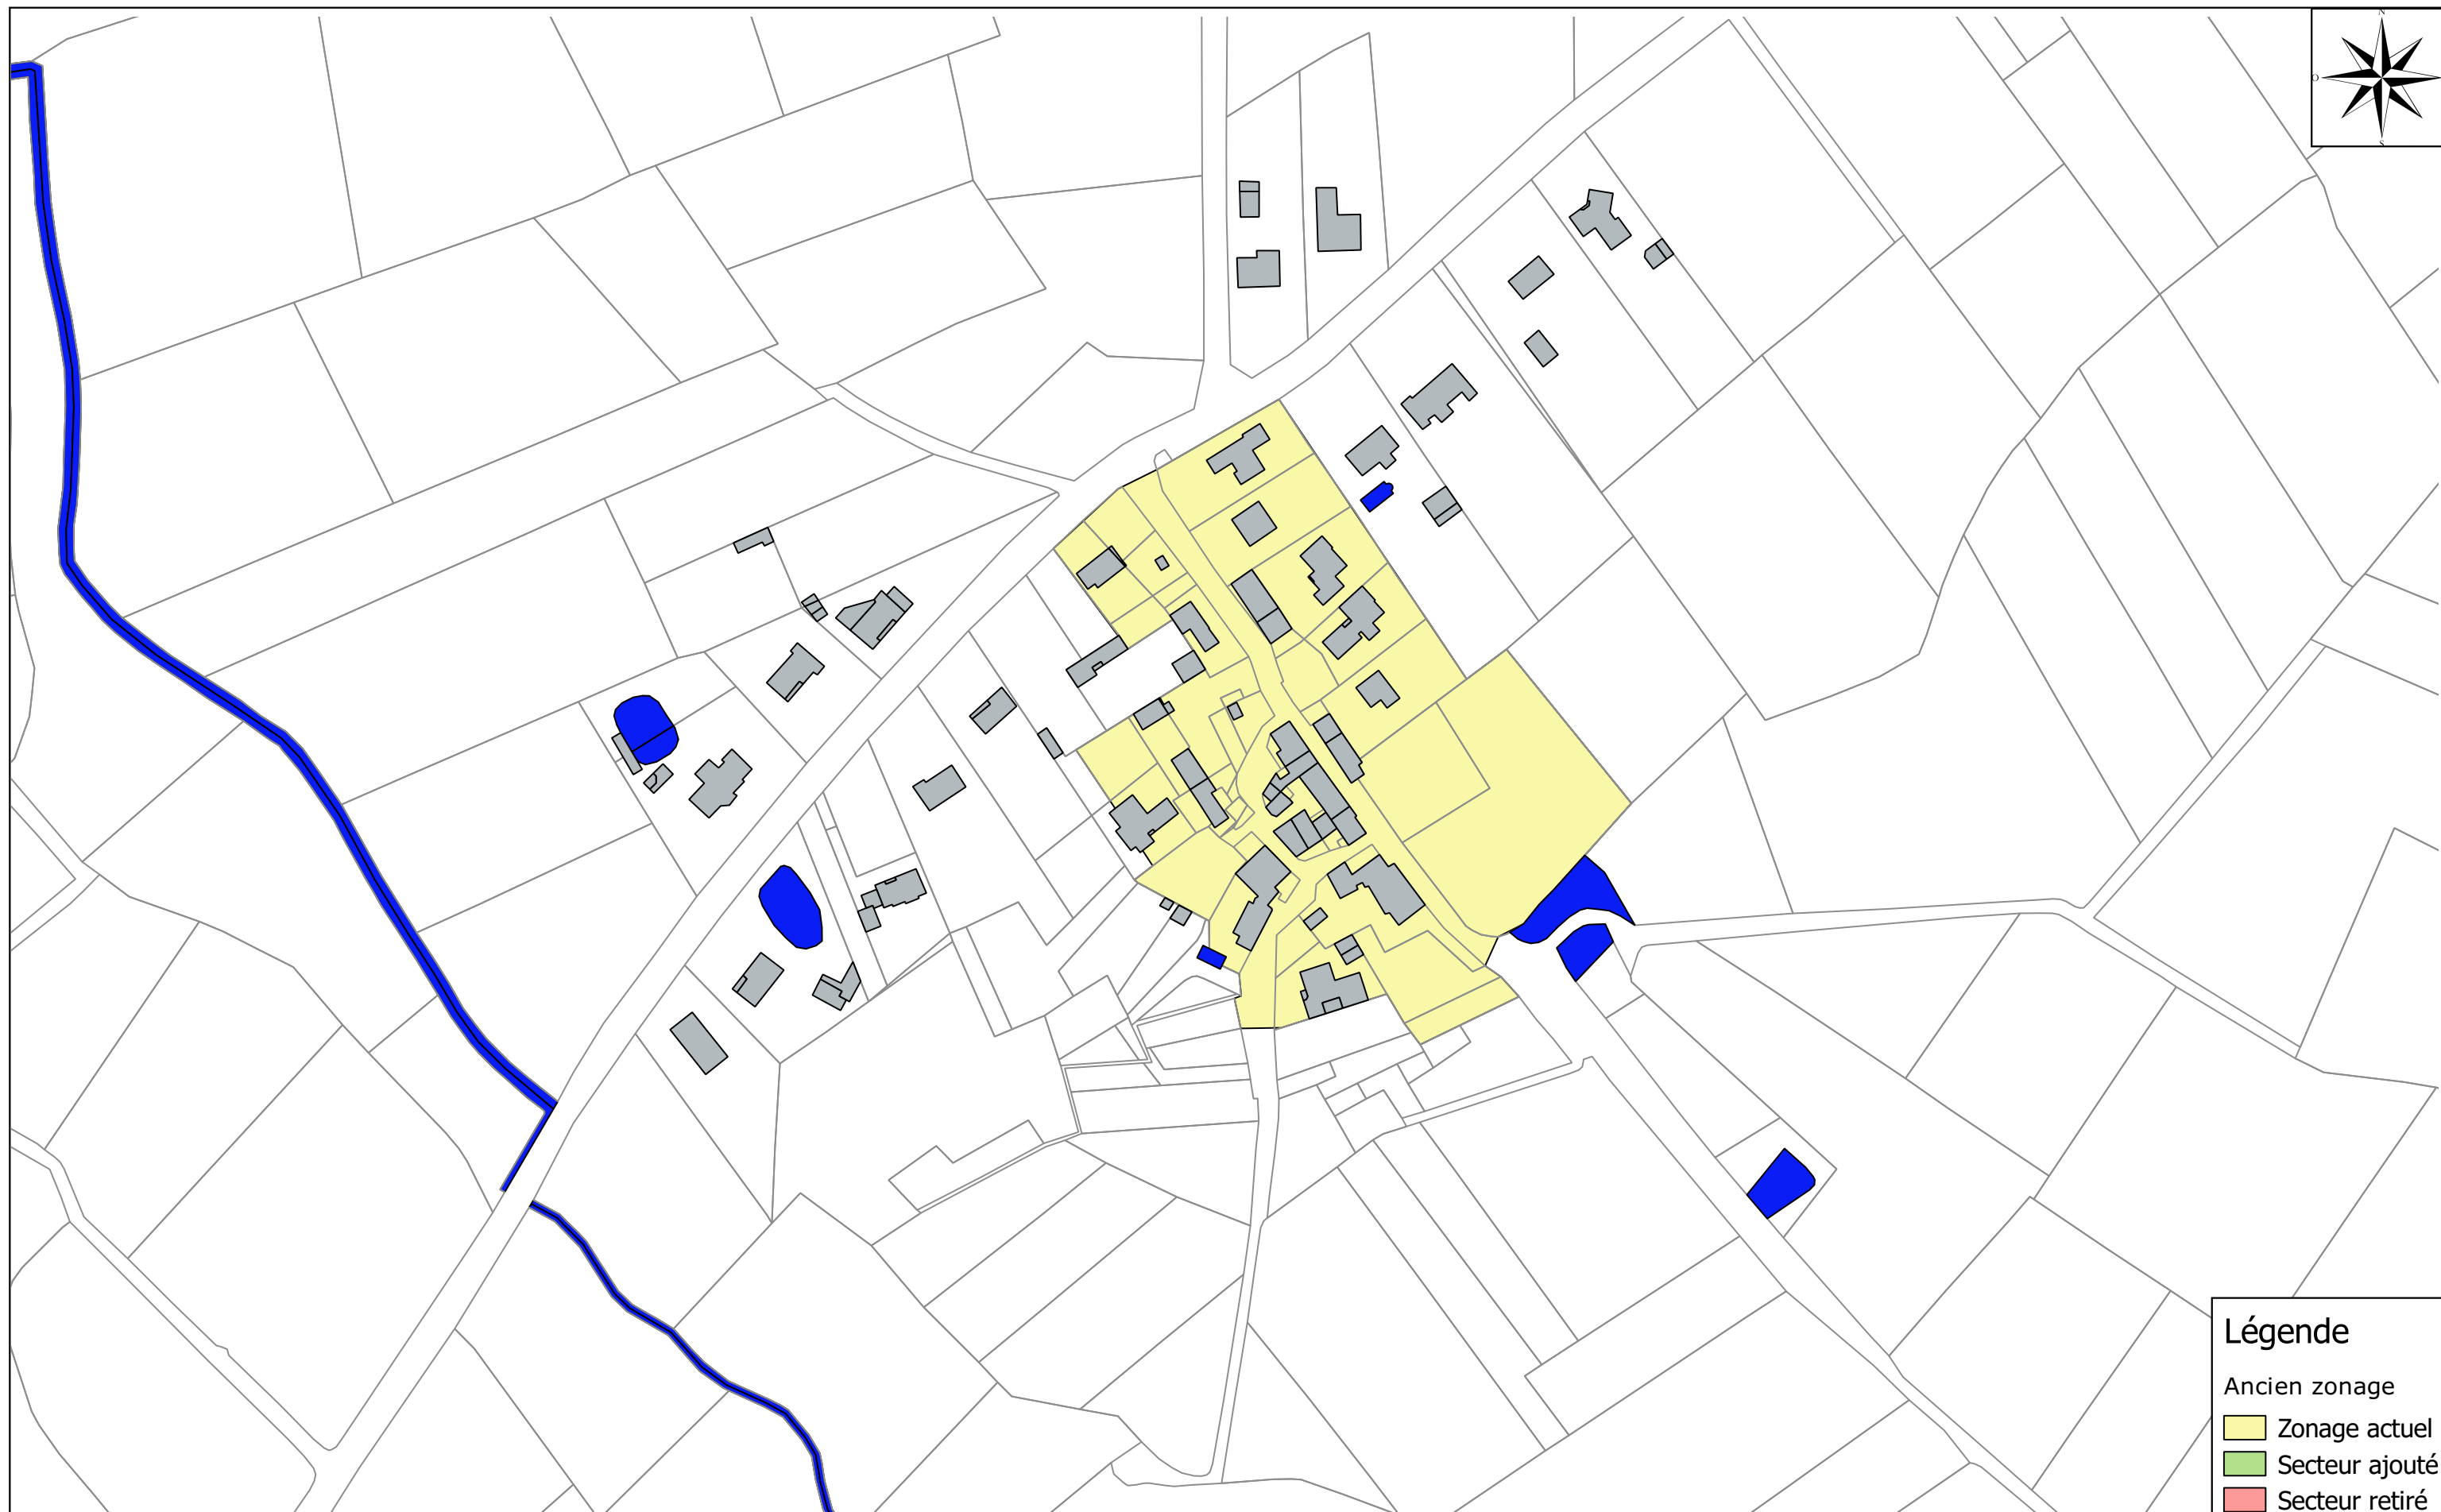 N
O
S
Légende
Ancien zonage
Zonage actuel
Secteur ajouté
Secteur retiré